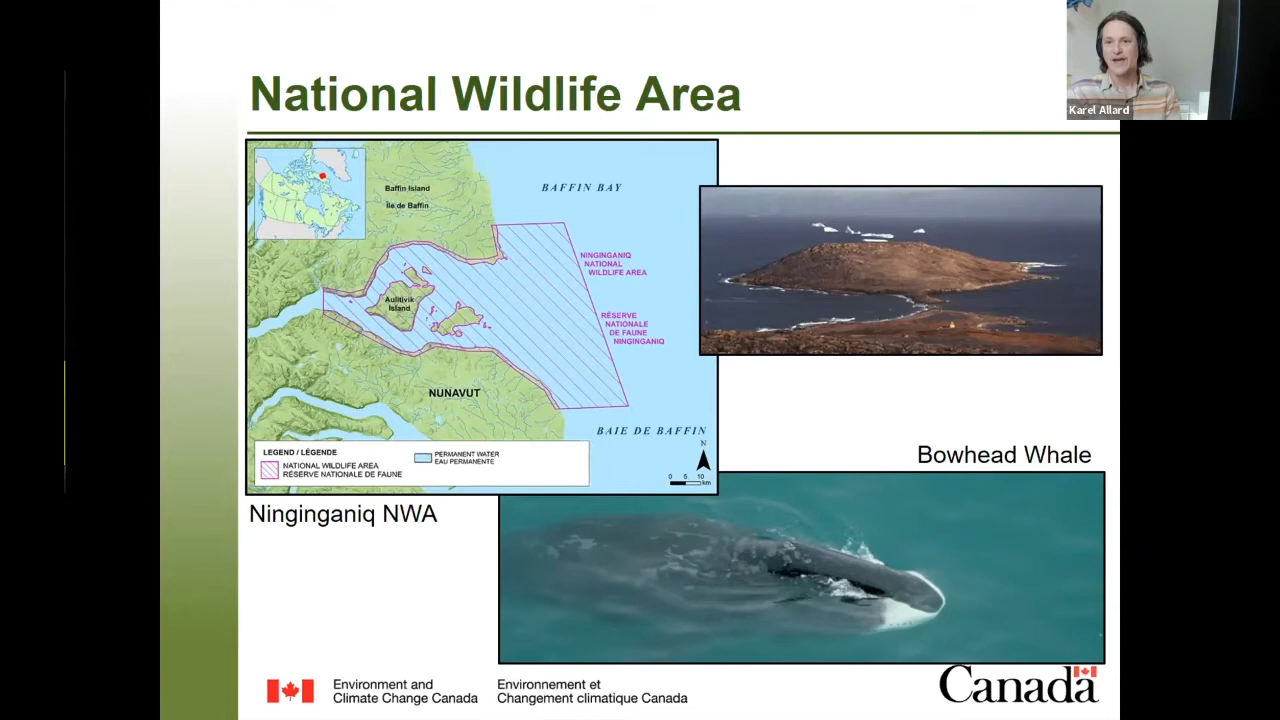 Karel Allard
National Wildlife Area
Baffin Island
Île de Baffin
BAFFIN BAY
NINGINGANIQ
NATIONAL
WILDLIFE AREA
Aulitivik
Island
RÉSERVE
NATIONALE
DE FAUNE
NINGINGANIQ
NUNAVUT
BAIE DE BAFFIN
N
0 5 10
km
LEGEND / LÉGENDE
NATIONAL WILDLIFE AREA
RÉSERVE NATIONALE DE FAUNE
PERMANENT WATER
EAU PERMANENTE
Bowhead Whale
Ninginganiq NWA
Environment and
Climate Change Canada
Environnement et
Changement climatique Canada
Canada